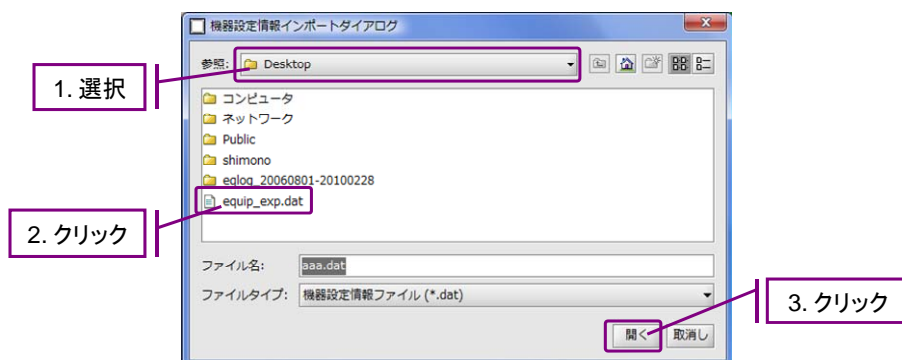 機器設定情報インポートダイアログ
参照: Desktop
1. 選択
コンピュータ
ネットワーク
Public
shimono
eqlog_20060801-20100228
equip_exp.dat
2. クリック
ファイル名: aaa.dat
ファイルタイプ: 機器設定情報ファイル (*.dat)
3. クリック
開く 取消し